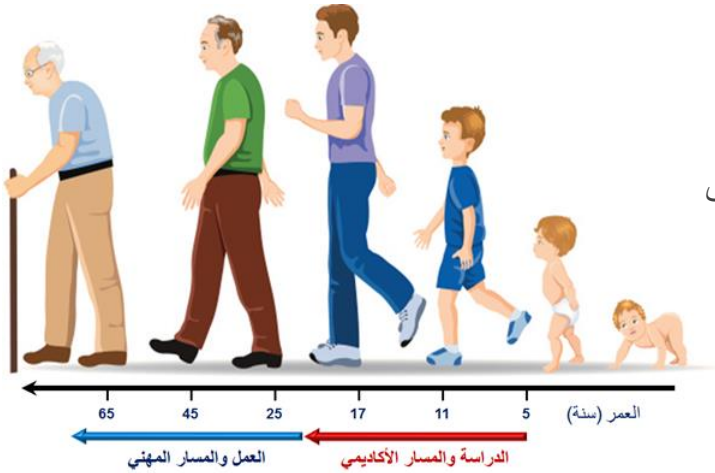 العمر (سنة) 5 11 17 25 45 65
الدراسة والمسار الأكاديمي
العمل والمسار المهني